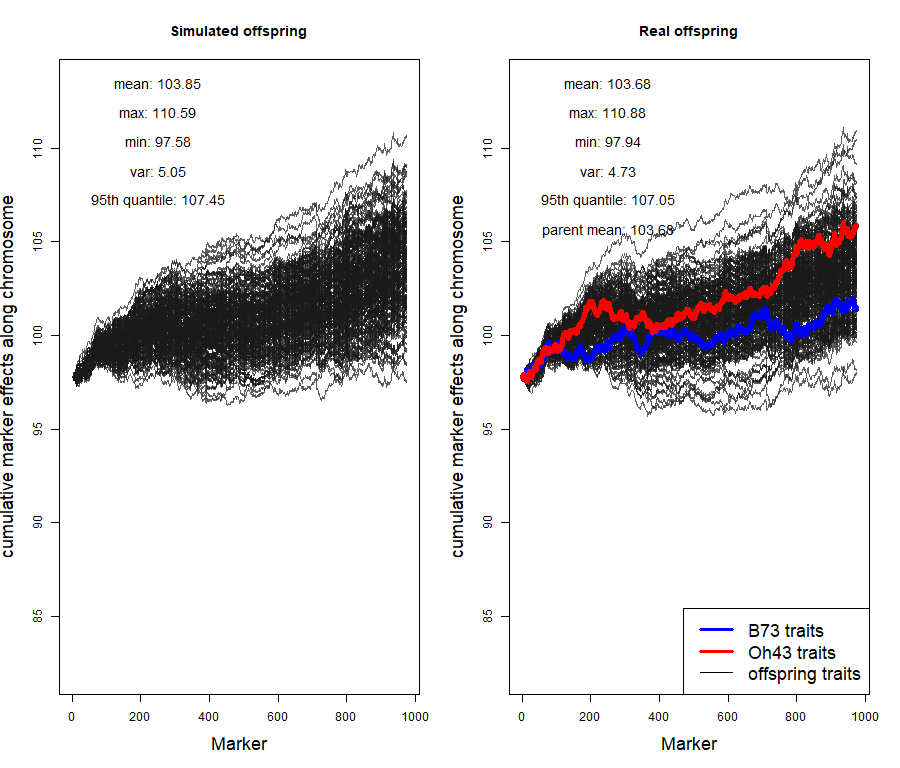 Simulated offspring
mean: 103.85
max: 110.59
min: 97.58
var: 5.05
95th quantile: 107.45
cumulative marker effects along chromosome
110
105
100
95
90
85
0 200 400 600 800 1000
Marker
Real offspring
mean: 103.68
max: 110.88
min: 97.94
var: 4.73
95th quantile: 107.05
parent mean: 103.68
cumulative marker effects along chromosome
110
105
100
95
90
85
B73 traits
Oh43 traits
offspring traits
0 200 400 600 800 1000
Marker